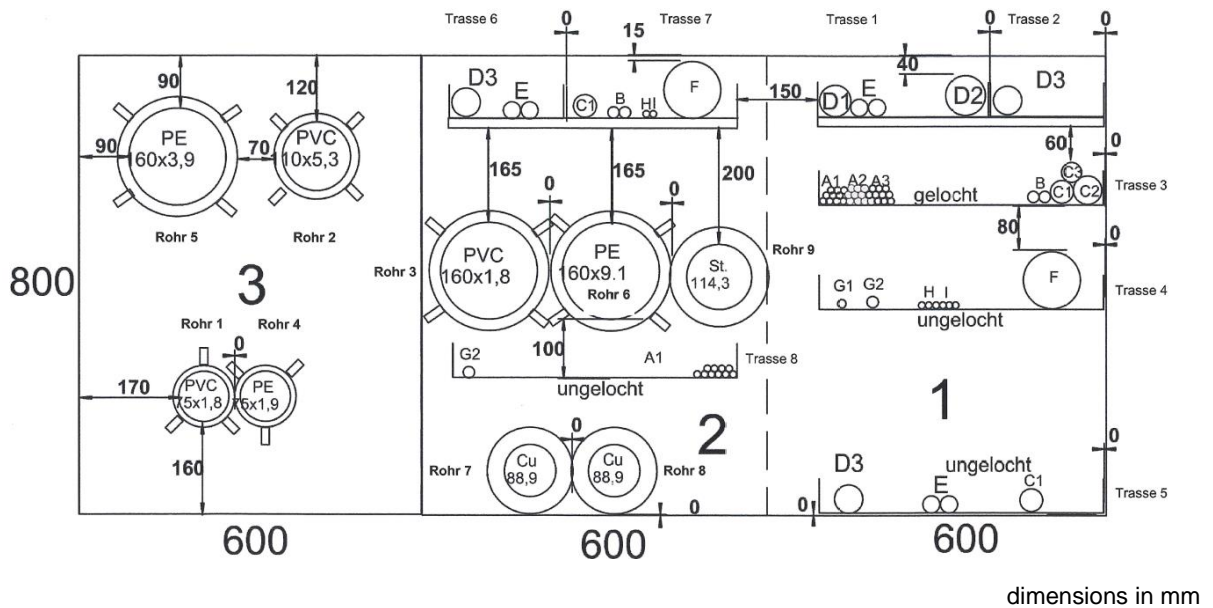 Trasse 6 0 Trasse 7 Trasse 1 0 Trasse 2 0
15
90 120 D3 E C1 B HI F 150 D1 E 40 D2 D3
PE 60x3,9 PVC 10x5,3
90 70
165 0 165 0 200
60 0
A1 A2 A3 gelocht B C1 C3 C2 Trasse 3
Rohr 5 Rohr 2
80 0
PVC 160x1,8 PE 160x9.1 St. 114,3
Rohr 3 Rohr 6 Rohr 9
800 3
G1 G2 H I F Trasse 4
ungelocht
Rohr 1 Rohr 4
0
100
G2 A1 Trasse 8
ungelocht
170 PVC 75x1,8 PE 75x1,9
2 1
0 0
160 Rohr 7 Cu 88,9 Cu 88,9 Rohr 8
ungelocht
D3 E C1 Trasse 5
0 0
600 600 600
dimensions in mm